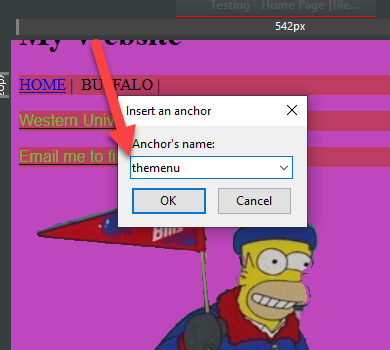 Testing - Home Page [file...
542px
My Website
HOME | BUFFALO |
Insert an anchor
Western Univ
Anchor's name:
Email me to fi
themenu
OK
Cancel